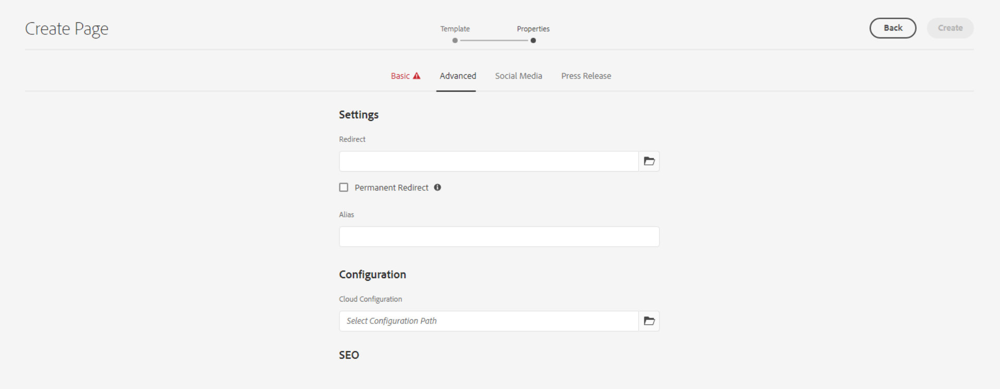 Create Page
Template
Properties
Back
Create
Basic
Advanced
Social Media
Press Release
Settings
Redirect
Permanent Redirect
Alias
Configuration
Cloud Configuration
Select Configuration Path
SEO